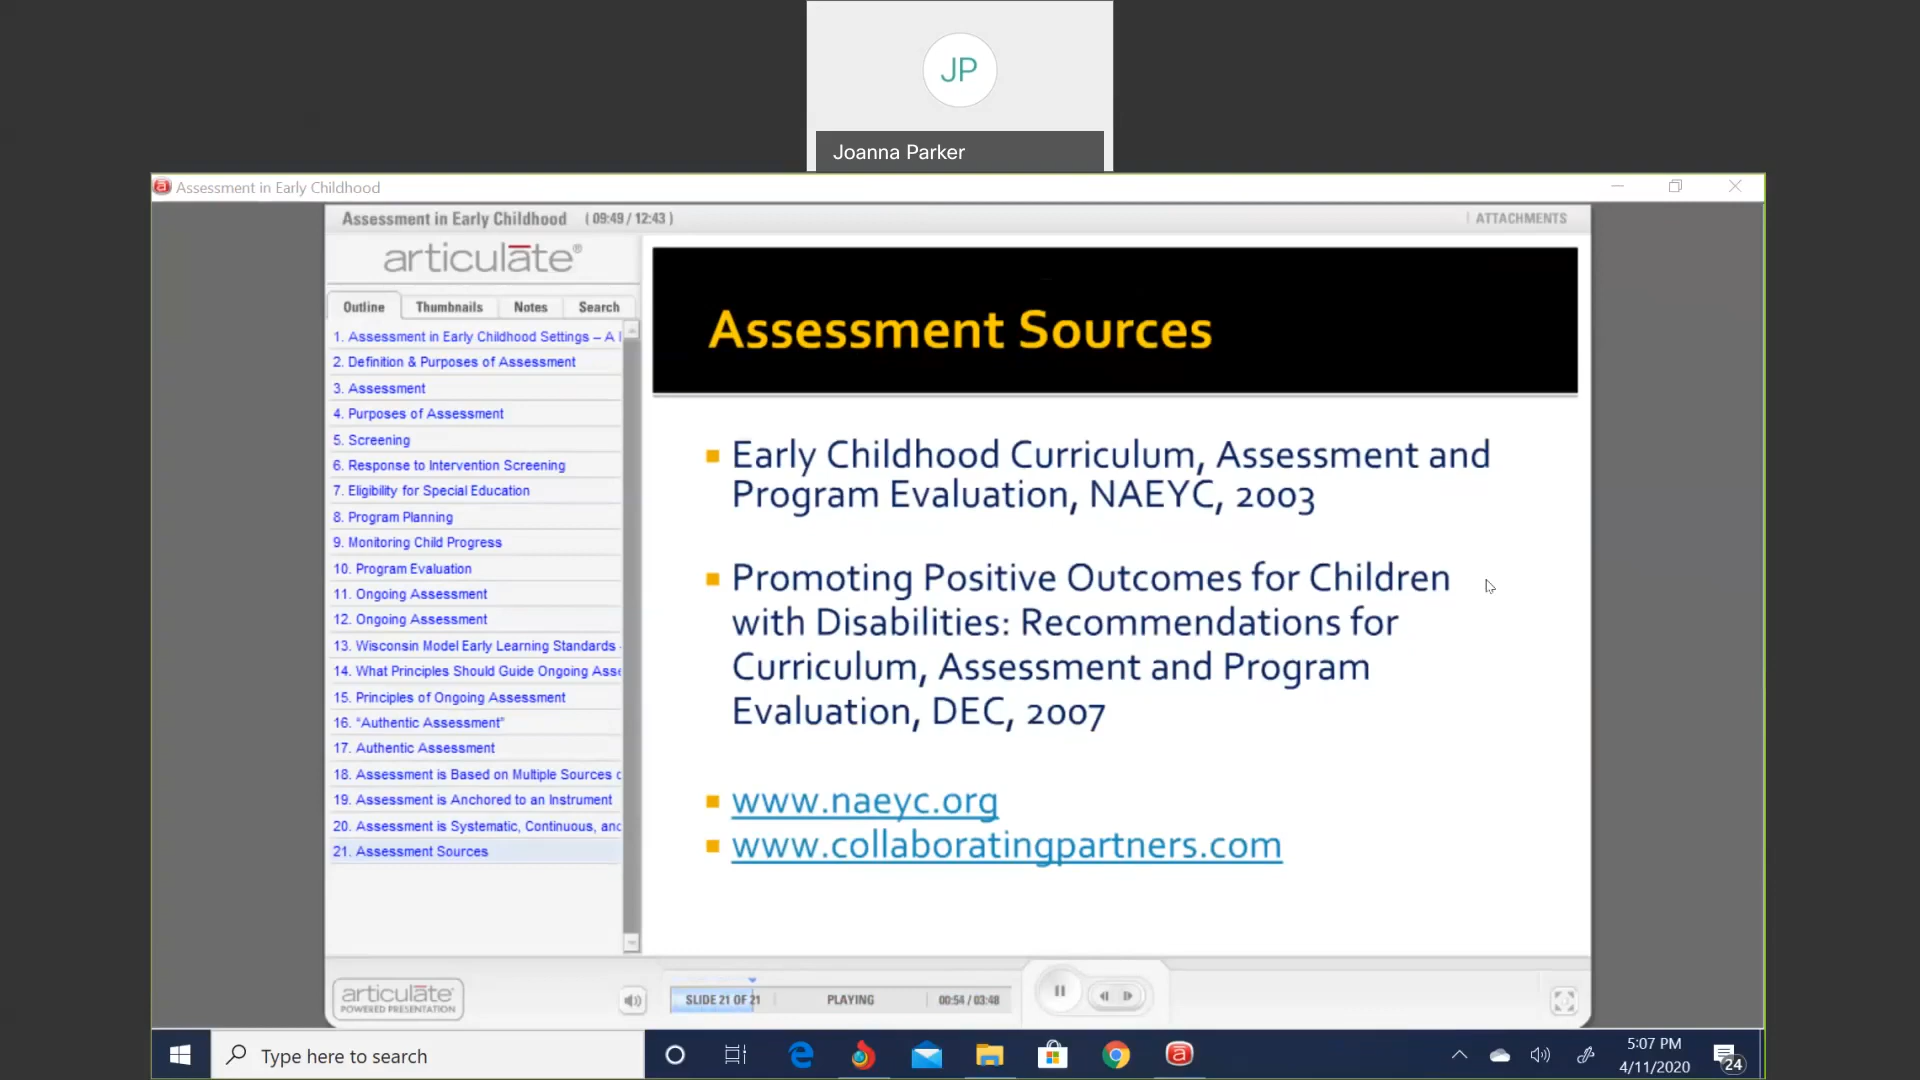 JP
Joanna Parker
Assessment in Early Childhood
Assessment in Early Childhood ( 09:49 / 12:43 )
ATTACHMENTS
articulate®
Outline Thumbnails Notes Search
1. Assessment in Early Childhood Settings – A
2. Definition & Purposes of Assessment
3. Assessment
4. Purposes of Assessment
5. Screening
6. Response to Intervention Screening
7. Eligibility for Special Education
8. Program Planning
9. Monitoring Child Progress
10. Program Evaluation
11. Ongoing Assessment
12. Ongoing Assessment
13. Wisconsin Model Early Learning Standards
14. What Principles Should Guide Ongoing Asse
15. Principles of Ongoing Assessment
16. “Authentic Assessment”
17. Authentic Assessment
18. Assessment is Based on Multiple Sources
19. Assessment is Anchored to an Instrument
20. Assessment is Systematic, Continuous, and
21. Assessment Sources
Assessment Sources
Early Childhood Curriculum, Assessment and
Program Evaluation, NAEYC, 2003
Promoting Positive Outcomes for Children
with Disabilities: Recommendations for
Curriculum, Assessment and Program
Evaluation, DEC, 2007
www.naeyc.org
www.collaboratingpartners.com
articulate®
POWERED PRESENTATION
SLIDE 21 OF 21 PLAYING 00:54 / 03:48
Type here to search
5:07 PM
4/11/2020
24